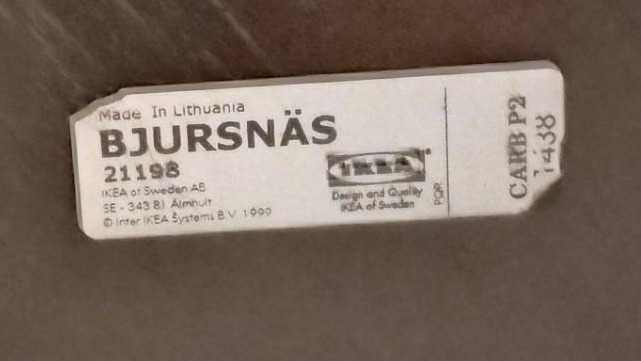 Made In Lithuania
BJURSNÄS
21198
IKEA of Sweden AB
SE - 343 81 Älmhult
© Inter IKEA Systems B.V. 1999
IKEA®
Design and Quality
IKEA of Sweden
PQR
CARB P2
1438